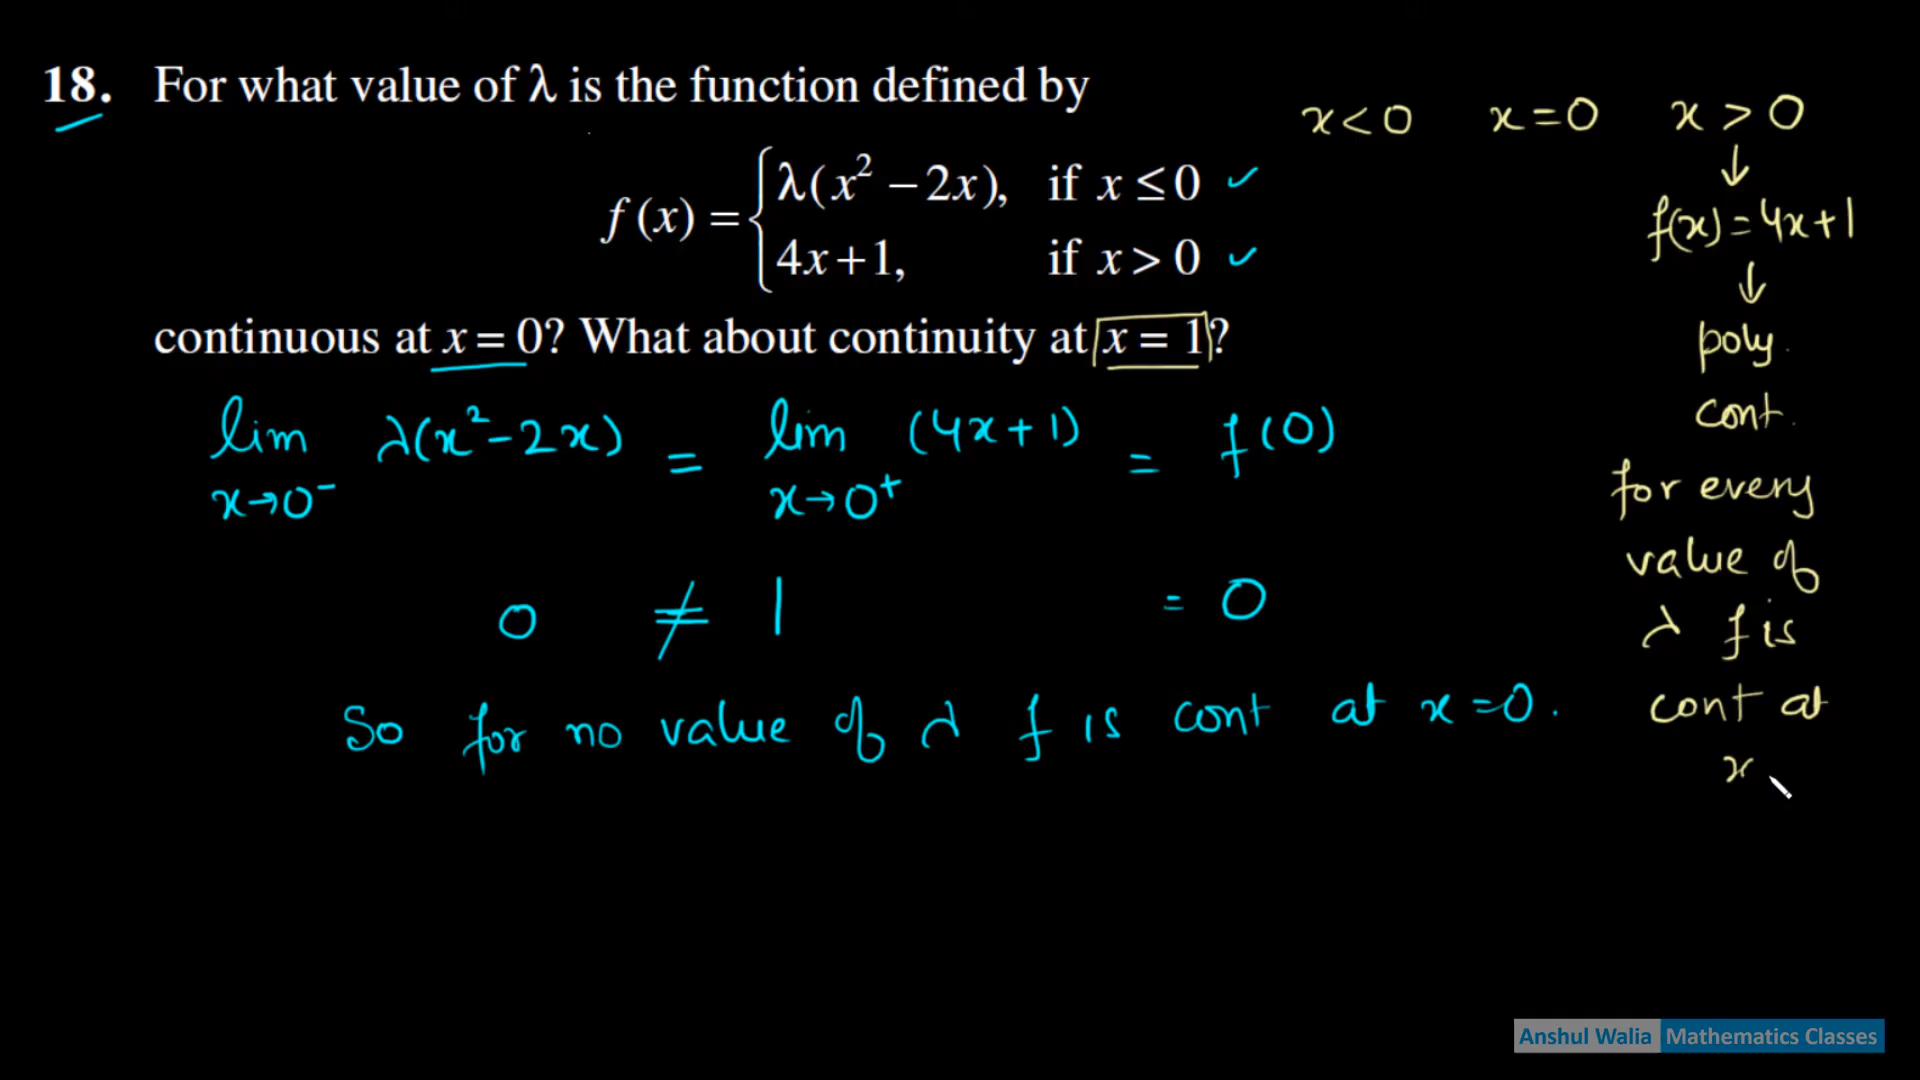 18. For what value of λ is the function defined by
f(x) = { λ(x² − 2x), if x ≤ 0 ✓
4x+1, if x > 0 ✓
continuous at x = 0? What about continuity at x = 1?
lim x→0⁻ λ(x²−2x) = lim x→0⁺ (4x+1) = f(0)
0 ≠ 1 = 0
So for no value of λ f is cont at x=0.
x<0 x=0 x>0
↓
f(x)=4x+1
↓
poly.
cont.
for every
value of
λ f is
cont at
x
Anshul Walia Mathematics Classes